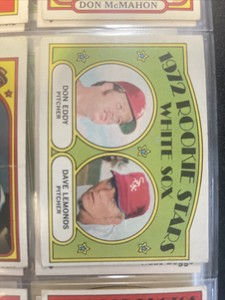 DON McMAHON
1972 ROOKIE STARS
WHITE SOX
DON EDDY
PITCHER
DAVE LEMONDS
PITCHER